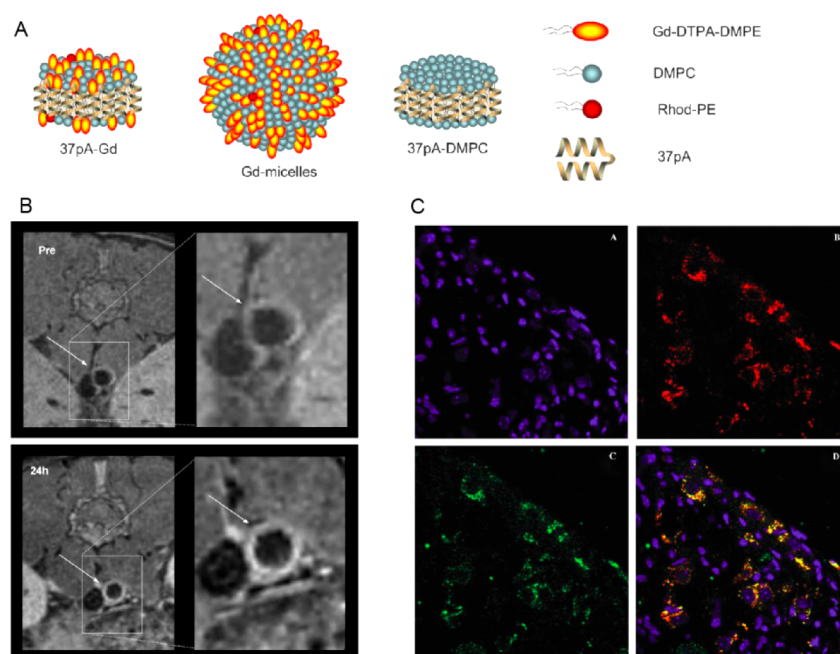 A
37pA-Gd
Gd-micelles
37pA-DMPC
Gd-DTPA-DMPE
DMPC
Rhod-PE
37pA
B
Pre
24h
C
A
B
C
D